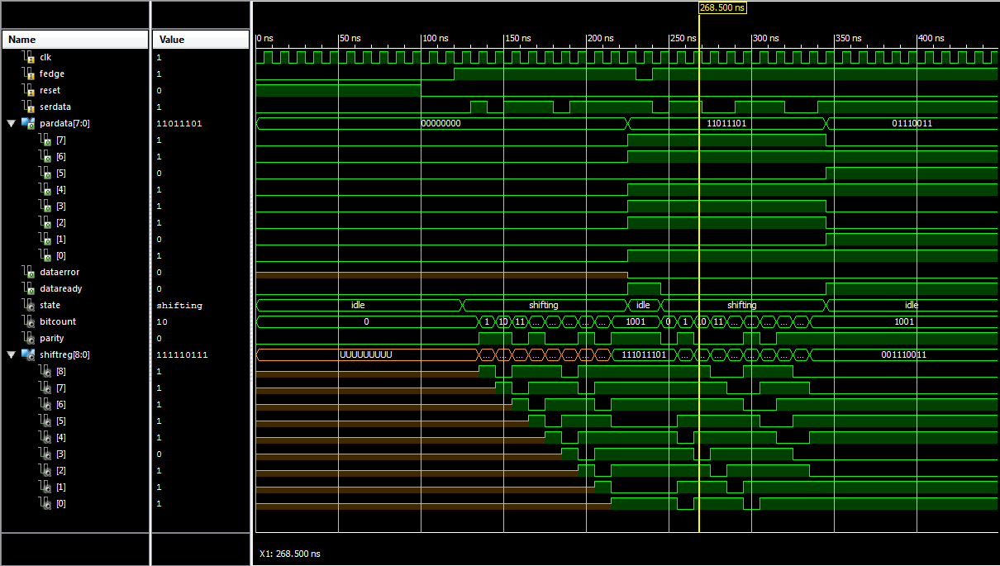 268.500 ns
Name Value 0 ns 50 ns 100 ns 150 ns 200 ns 250 ns 300 ns 350 ns 400 ns
clk 1
fedge 1
reset 0
serdata 1
pardata[7:0] 11011101 00000000 11011101 01110011
[7] 1
[6] 1
[5] 0
[4] 1
[3] 1
[2] 1
[1] 0
[0] 1
dataerror 0
dataready 0
state shifting idle shifting idle shifting idle
bitcount 10 0 1 10 11 ... ... ... ... ... 1001 0 1 10 11 ... ... ... ... ... 1001
parity 0
shiftreg[8:0] 111110111 UUUUUUUUU ... ... ... ... ... ... ... ... 111011101 ... ... ... ... ... ... ... ... 001110011
[8] 1
[7] 1
[6] 1
[5] 1
[4] 1
[3] 0
[2] 1
[1] 1
[0] 1
X1: 268.500 ns